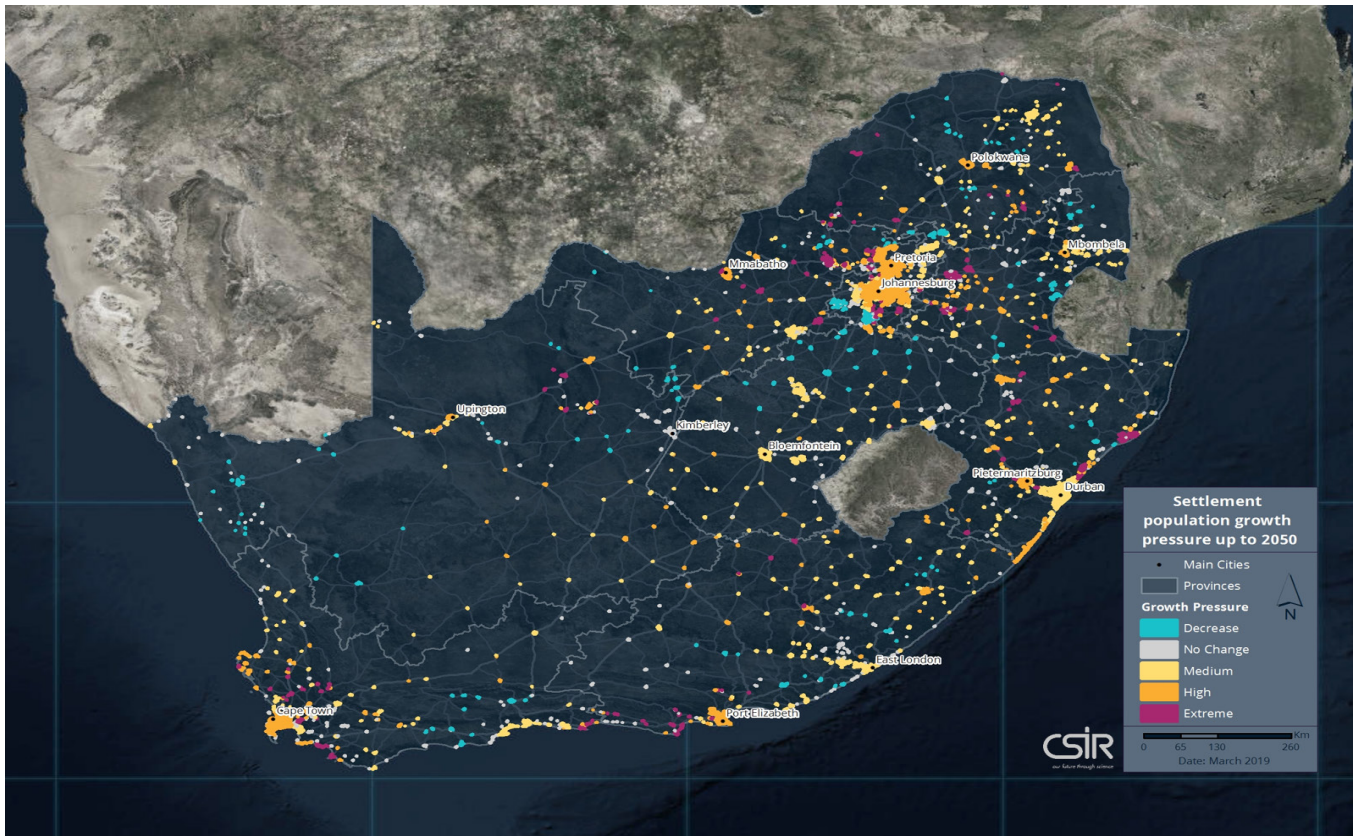 Polokwane
Mbombela
Mmabatho
Pretoria
Johannesburg
Upington
Kimberley
Bloemfontein
Pietermaritzburg
Durban
East London
Cape Town
Port Elizabeth
Settlement
population growth
pressure up to 2050
Main Cities
Provinces
Growth Pressure
N
Decrease
No Change
Medium
High
Extreme
Km
0 65 130 260
Date: March 2019
CSIR
our future through science